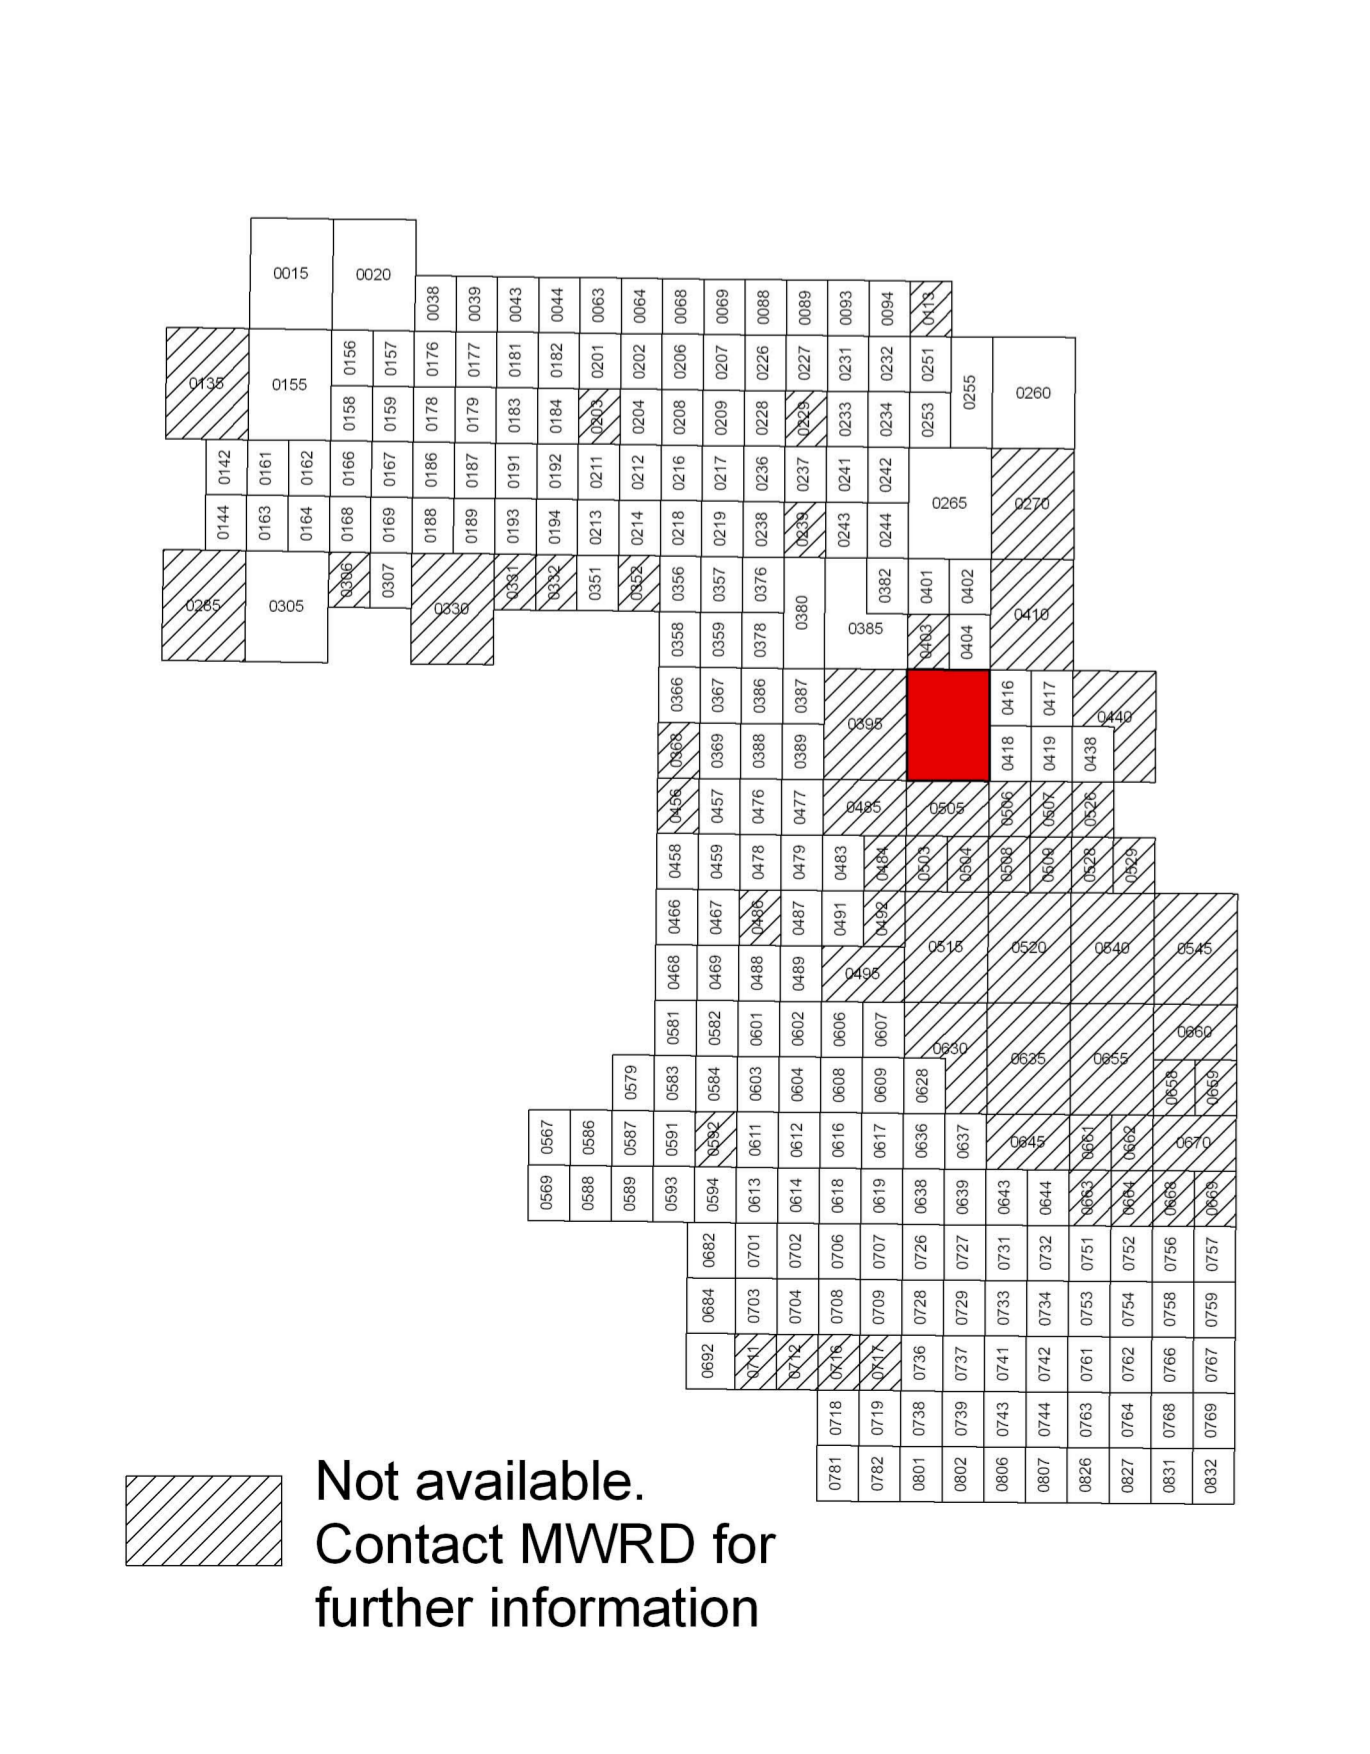 0015 0020
0038 0039 0043 0044 0063 0064 0068 0069 0088 0089 0093 0094 0113
0135 0155 0156 0157 0176 0177 0181 0182 0201 0202 0206 0207 0226 0227 0231 0232 0251 0255 0260
0158 0159 0178 0179 0183 0184 0203 0204 0208 0209 0228 0229 0233 0234 0253
0142 0161 0162 0166 0167 0186 0187 0191 0192 0211 0212 0216 0217 0236 0237 0241 0242 0265 0270
0144 0163 0164 0168 0169 0188 0189 0193 0194 0213 0214 0218 0219 0238 0239 0243 0244
0285 0305 0306 0307 0330 0331 0332 0351 0352 0356 0357 0376 0380 0382 0401 0402 0410
0358 0359 0378 0385 0403 0404
0366 0367 0386 0387 0395 0416 0417 0440
0368 0369 0388 0389 0418 0419 0438
0456 0457 0476 0477 0485 0505 0506 0507 0526
0458 0459 0478 0479 0483 0484 0503 0504 0508 0509 0528 0529
0466 0467 0486 0487 0491 0492 0515 0520 0540 0545
0468 0469 0488 0489 0495
0581 0582 0601 0602 0606 0607 0630 0635 0655 0660
0579 0583 0584 0603 0604 0608 0609 0628 0658 0659
0567 0586 0587 0591 0592 0611 0612 0616 0617 0636 0637 0645 0661 0662 0670
0569 0588 0589 0593 0594 0613 0614 0618 0619 0638 0639 0643 0644 0663 0664 0668 0669
0682 0701 0702 0706 0707 0726 0727 0731 0732 0751 0752 0756 0757
0684 0703 0704 0708 0709 0728 0729 0733 0734 0753 0754 0758 0759
0692 0711 0712 0716 0717 0736 0737 0741 0742 0761 0762 0766 0767
0718 0719 0738 0739 0743 0744 0763 0764 0768 0769
0781 0782 0801 0802 0806 0807 0826 0827 0831 0832
Not available.
Contact MWRD for
further information